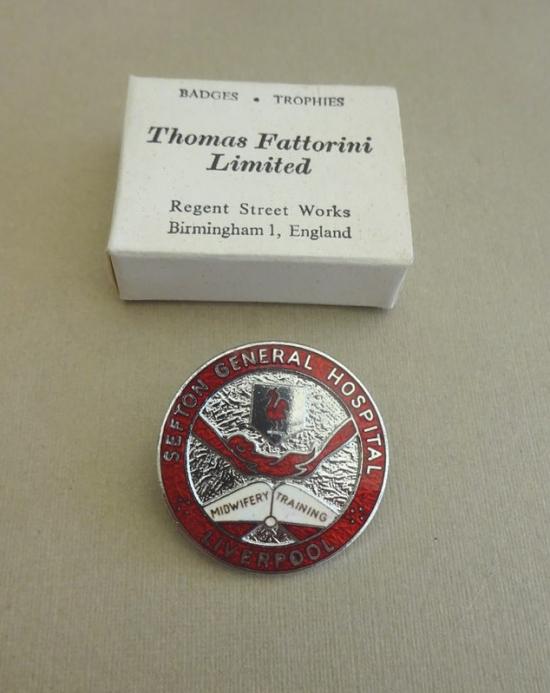 BADGES • TROPHIES
Thomas Fattorini
Limited
Regent Street Works
Birmingham 1, England
SEFTON GENERAL HOSPITAL
MIDWIFERY TRAINING
LIVERPOOL